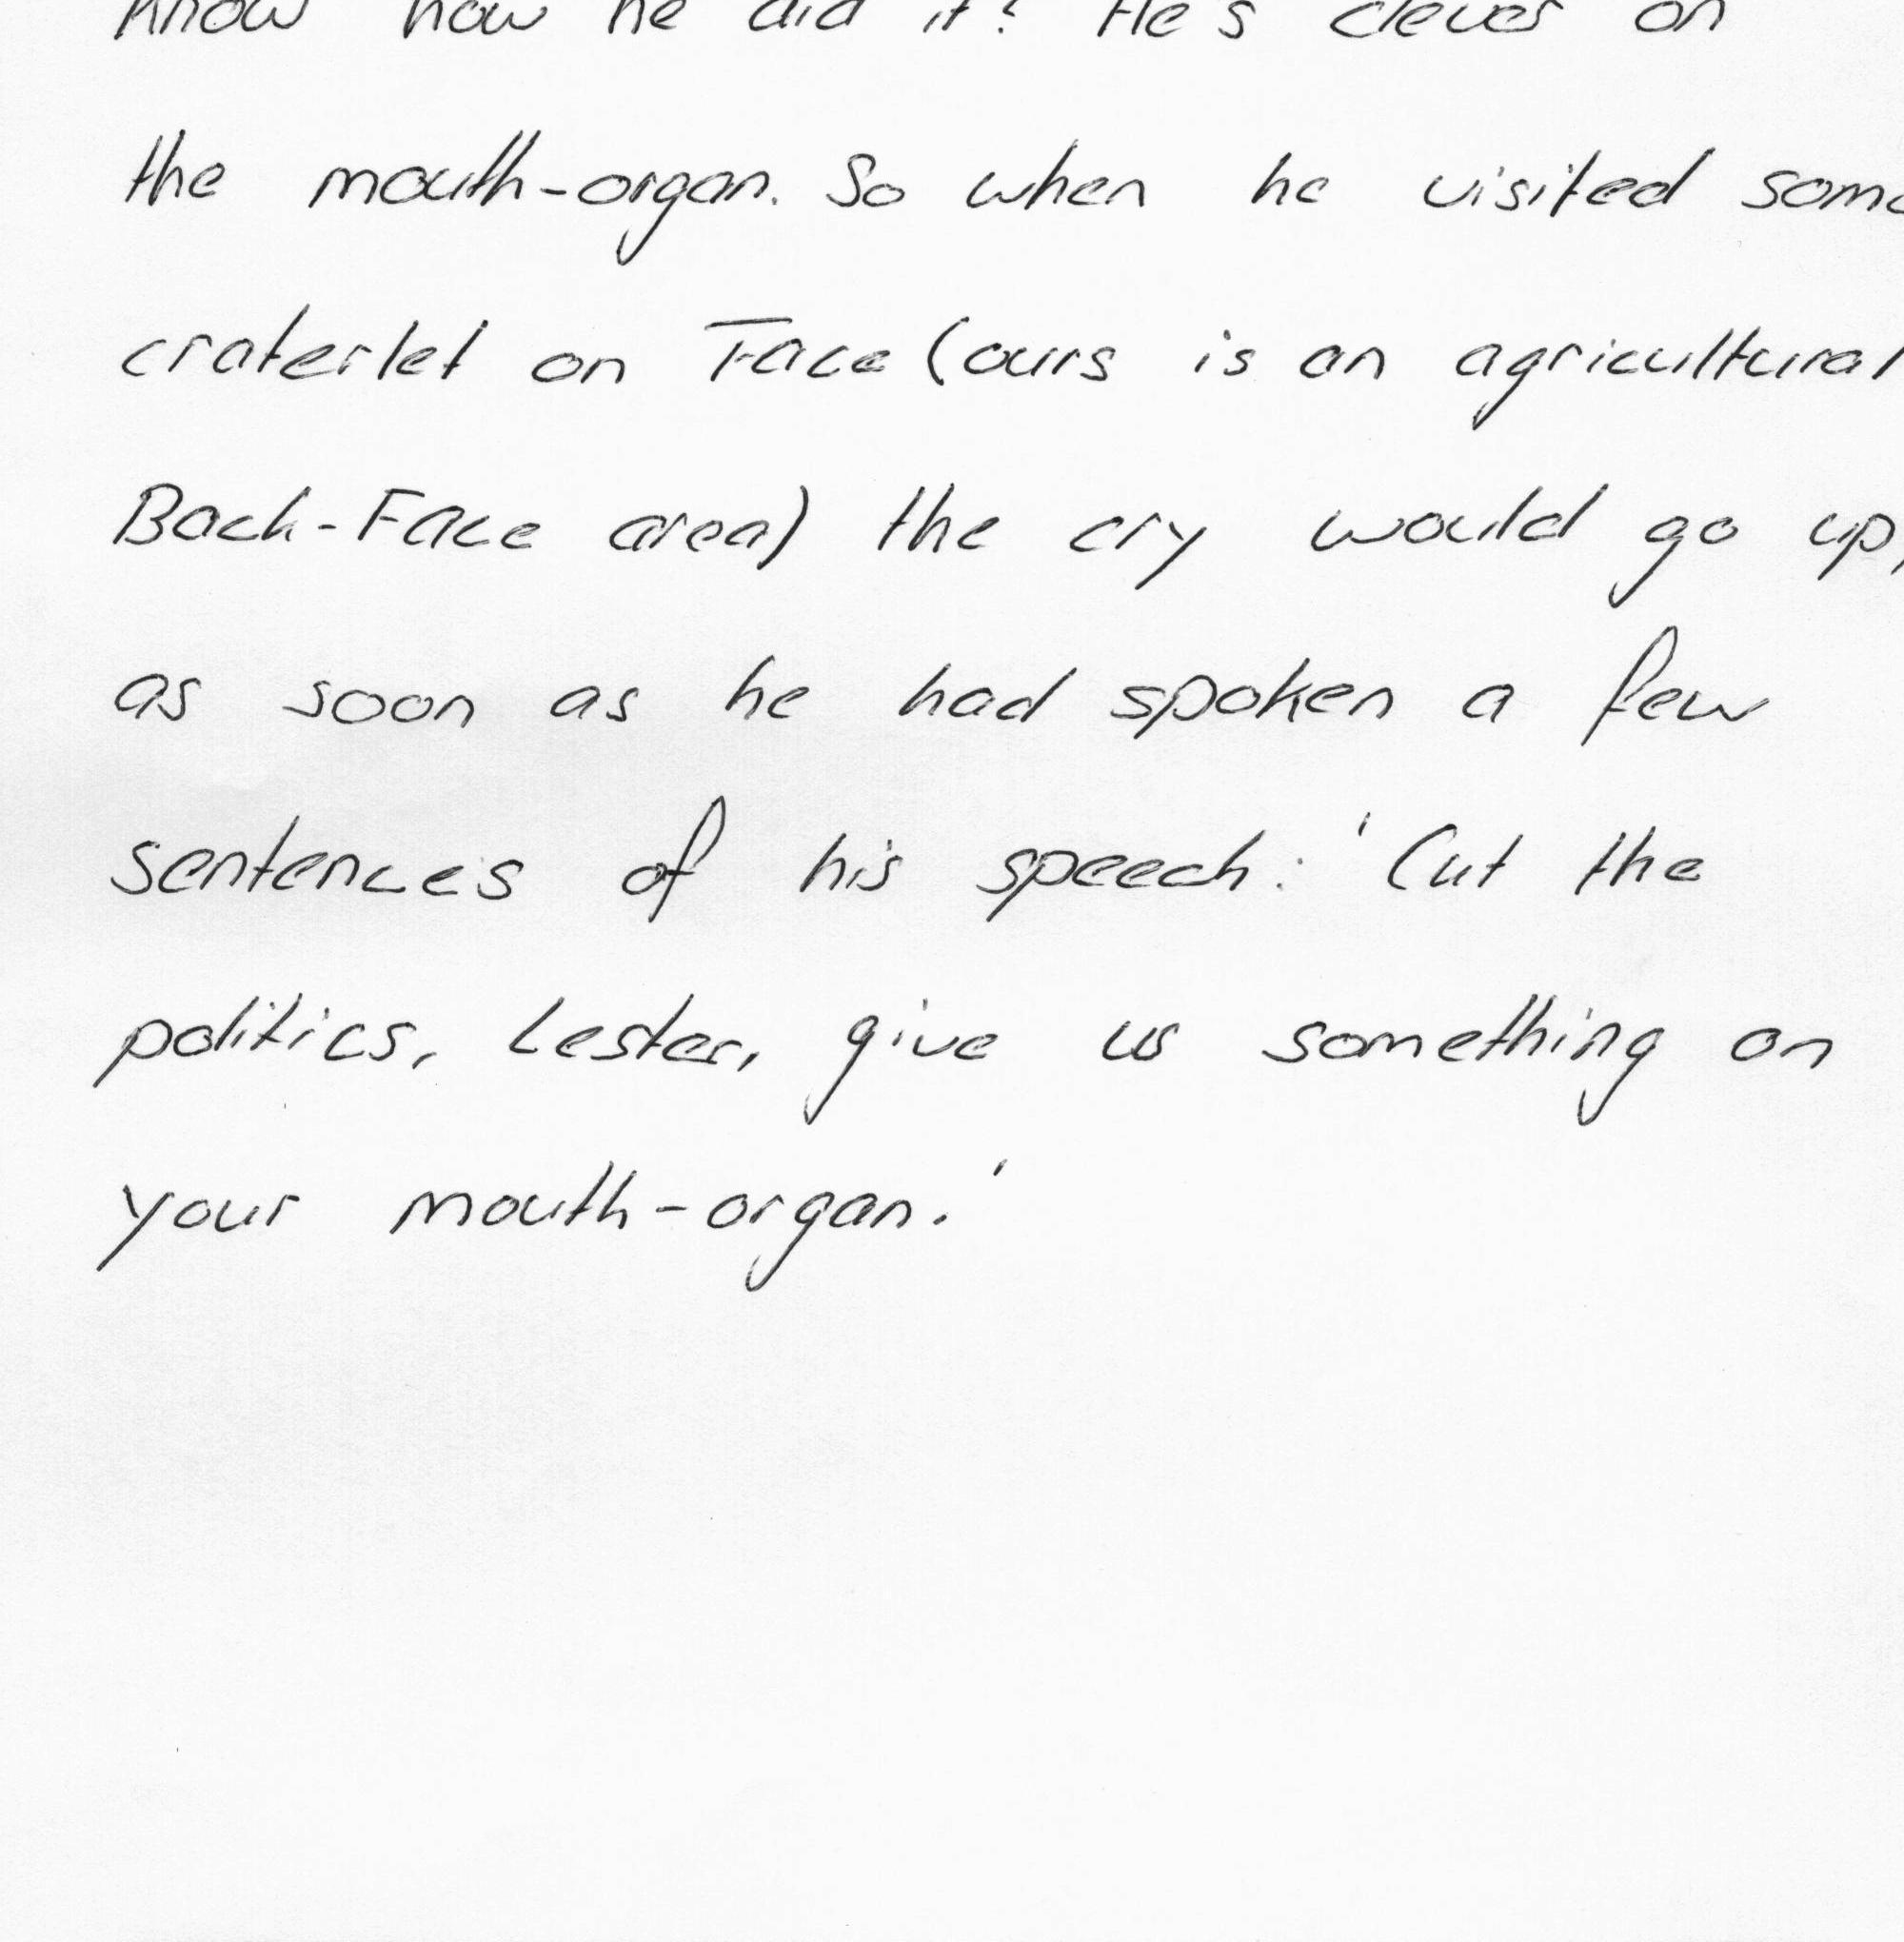 know how he did it? He's clever on
the mouth-organ. So when he visited some
craterlet on Face (ours is an agricultural
Back-Face area) the cry would go up,
as soon as he had spoken a few
sentences of his speech: 'Cut the
politics, Lester, give us something on
your mouth-organ.'